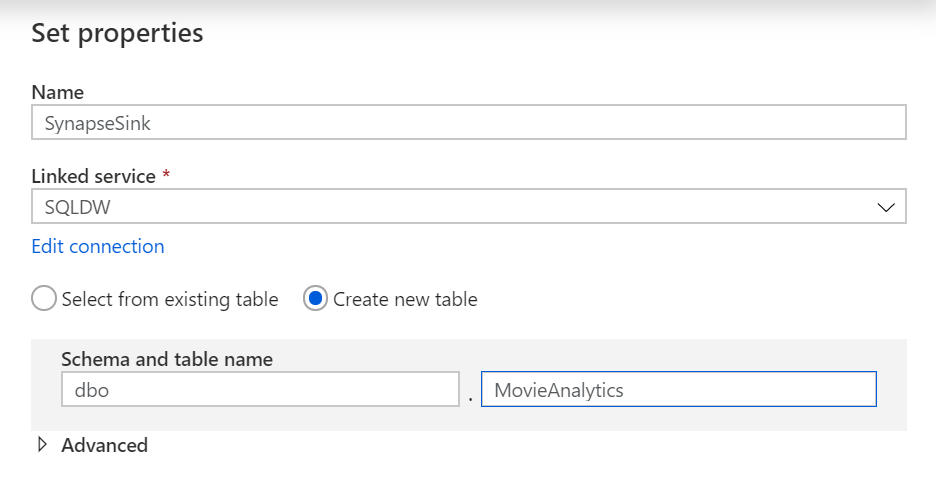 Set properties
Name
SynapseSink
Linked service *
SQLDW
Edit connection
Select from existing table Create new table
Schema and table name
dbo . MovieAnalytics
Advanced